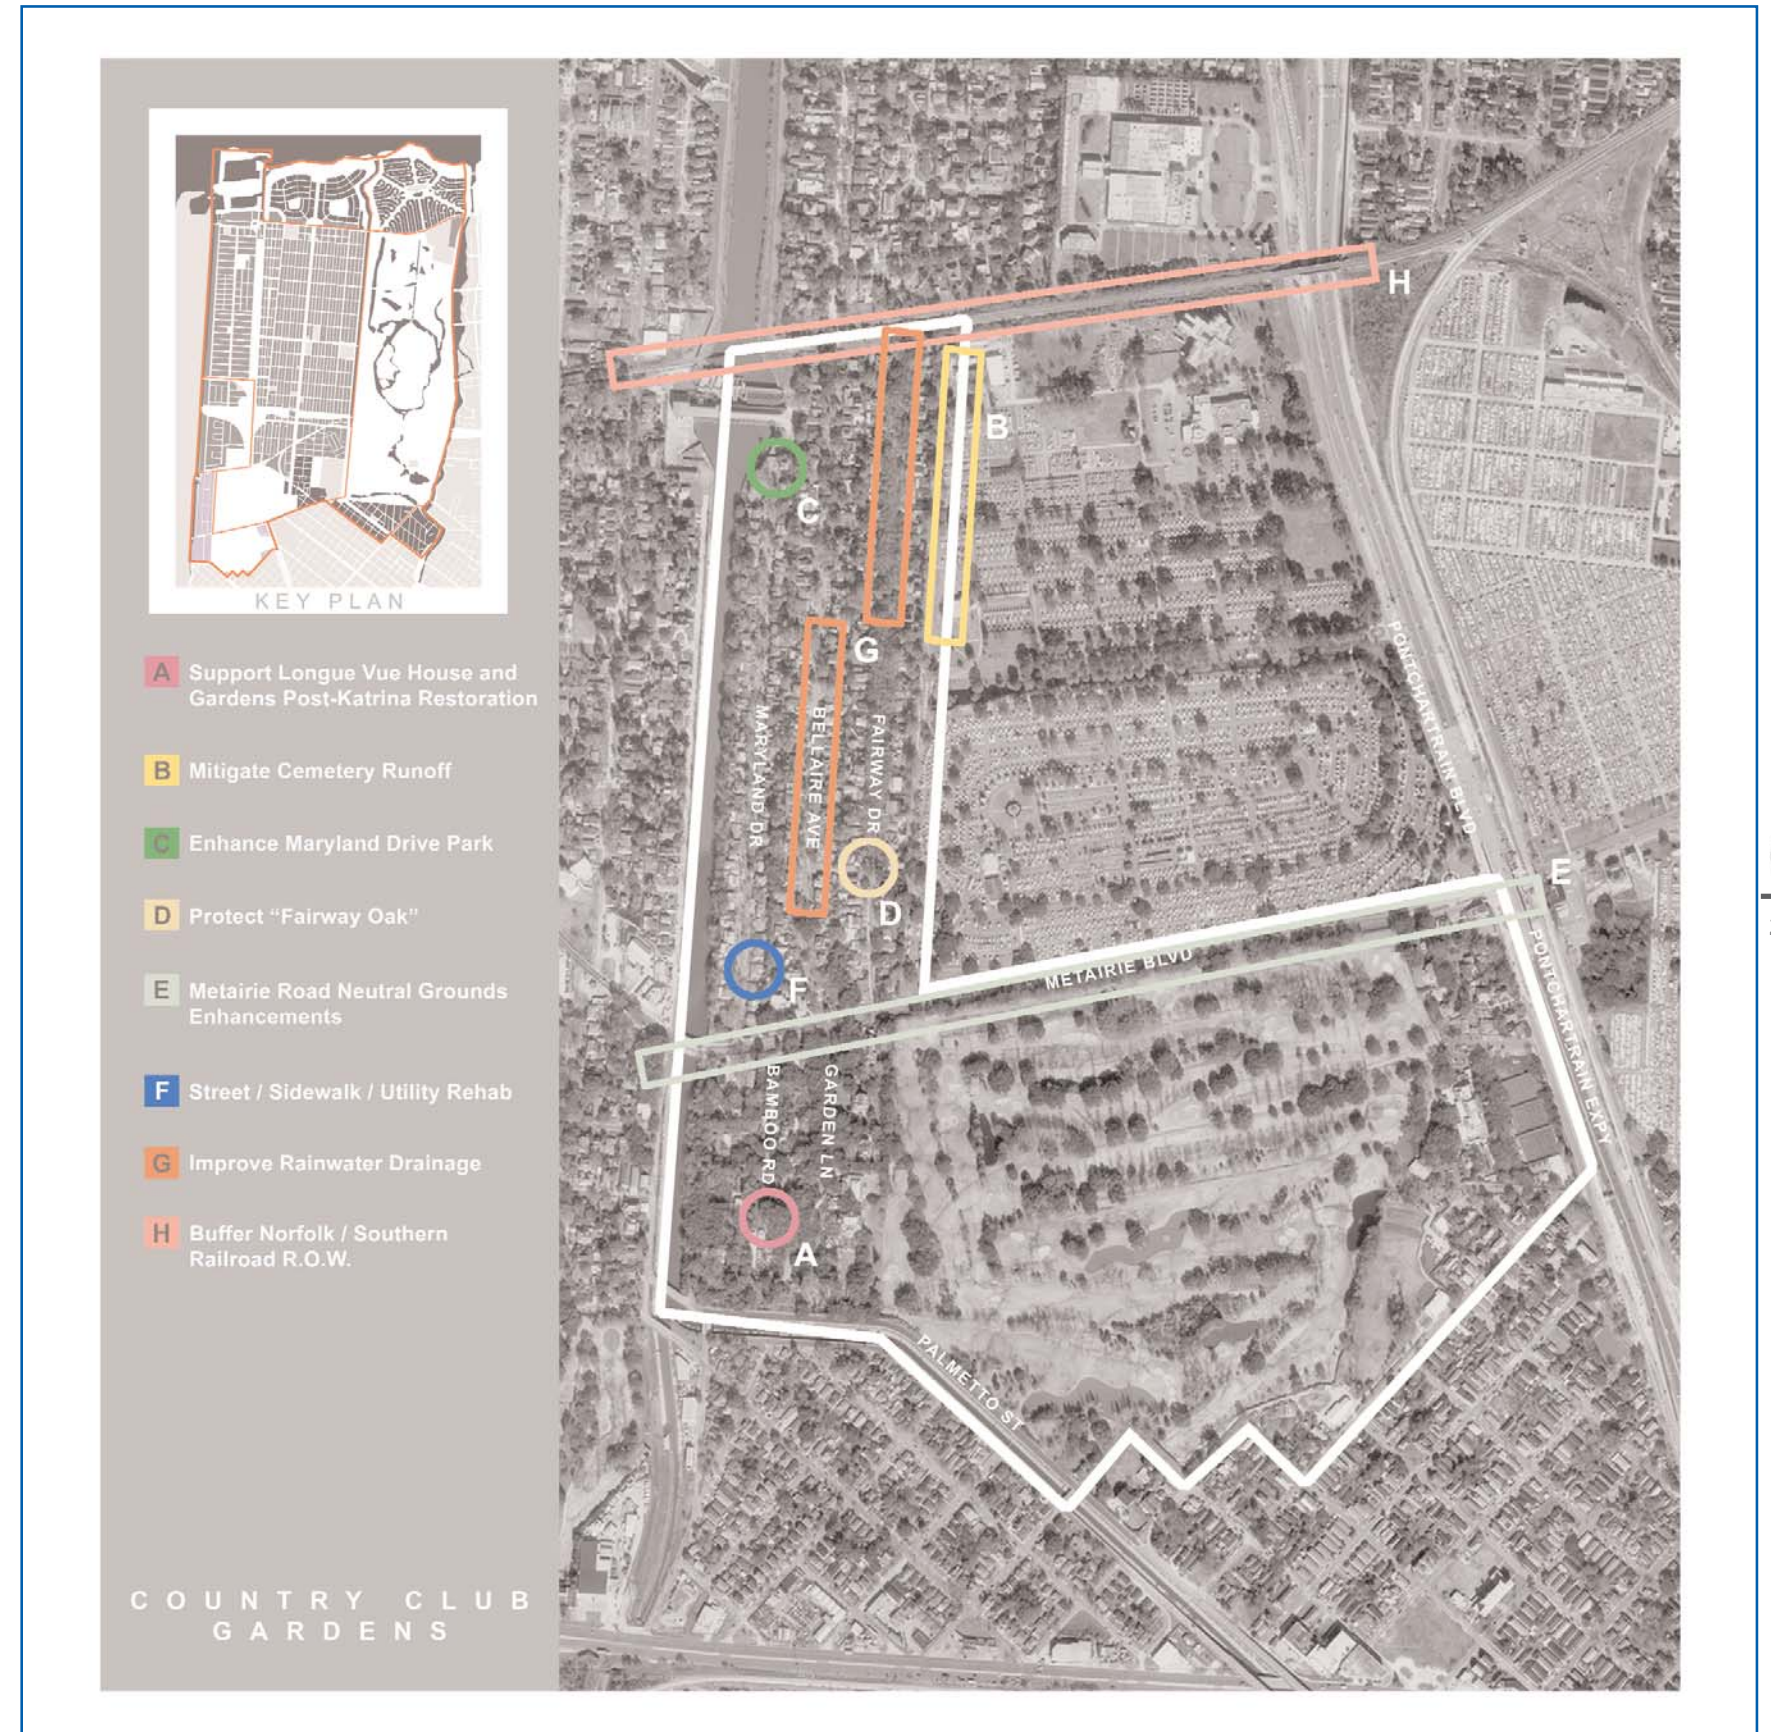 KEY PLAN
A Support Longue Vue House and
Gardens Post-Katrina Restoration
B Mitigate Cemetery Runoff
C Enhance Maryland Drive Park
D Protect “Fairway Oak”
E Metairie Road Neutral Grounds
Enhancements
F Street / Sidewalk / Utility Rehab
G Improve Rainwater Drainage
H Buffer Norfolk / Southern
Railroad R.O.W.
COUNTRY CLUB
GARDENS
H
B
C
G
PONTCHARTRAIN BLVD
MARYLAND DR
BELLAIRE AVE
FAIRWAY DR
E
D
METAIRIE BLVD
F
PONTCHARTRAIN EXPY
BAMBOO RD
GARDEN LN
A
PALMETTO ST